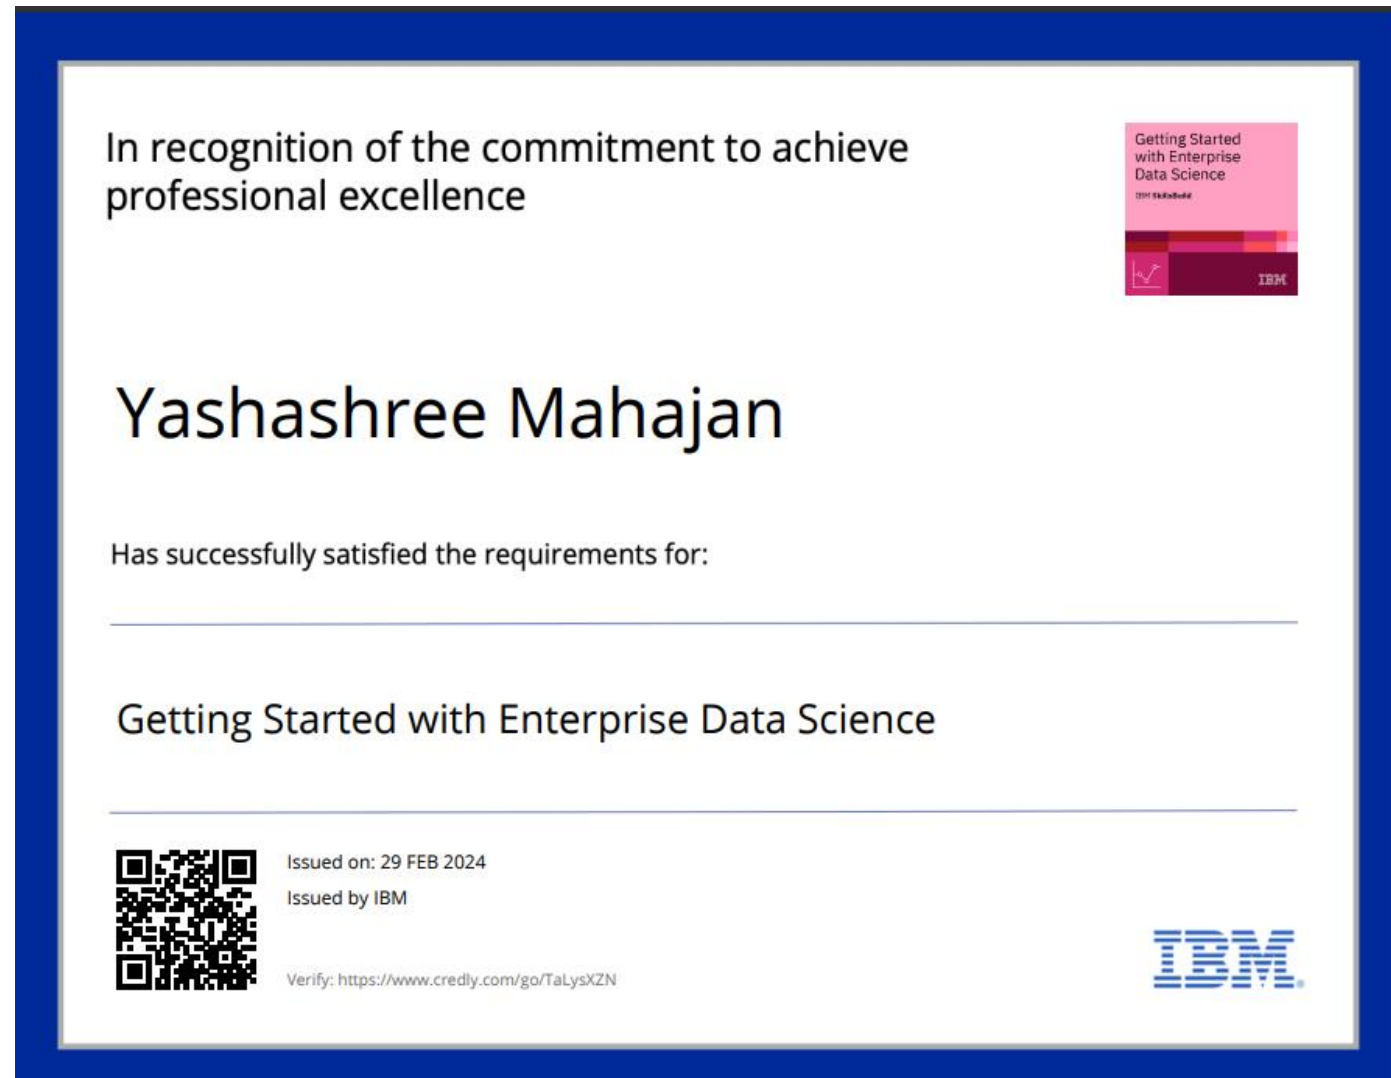 In recognition of the commitment to achieve
professional excellence
Getting Started
with Enterprise
Data Science
IBM SkillsBuild
IBM
Yashashree Mahajan
Has successfully satisfied the requirements for:
Getting Started with Enterprise Data Science
Issued on: 29 FEB 2024
Issued by IBM
Verify: https://www.credly.com/go/TaLysXZN
IBM®